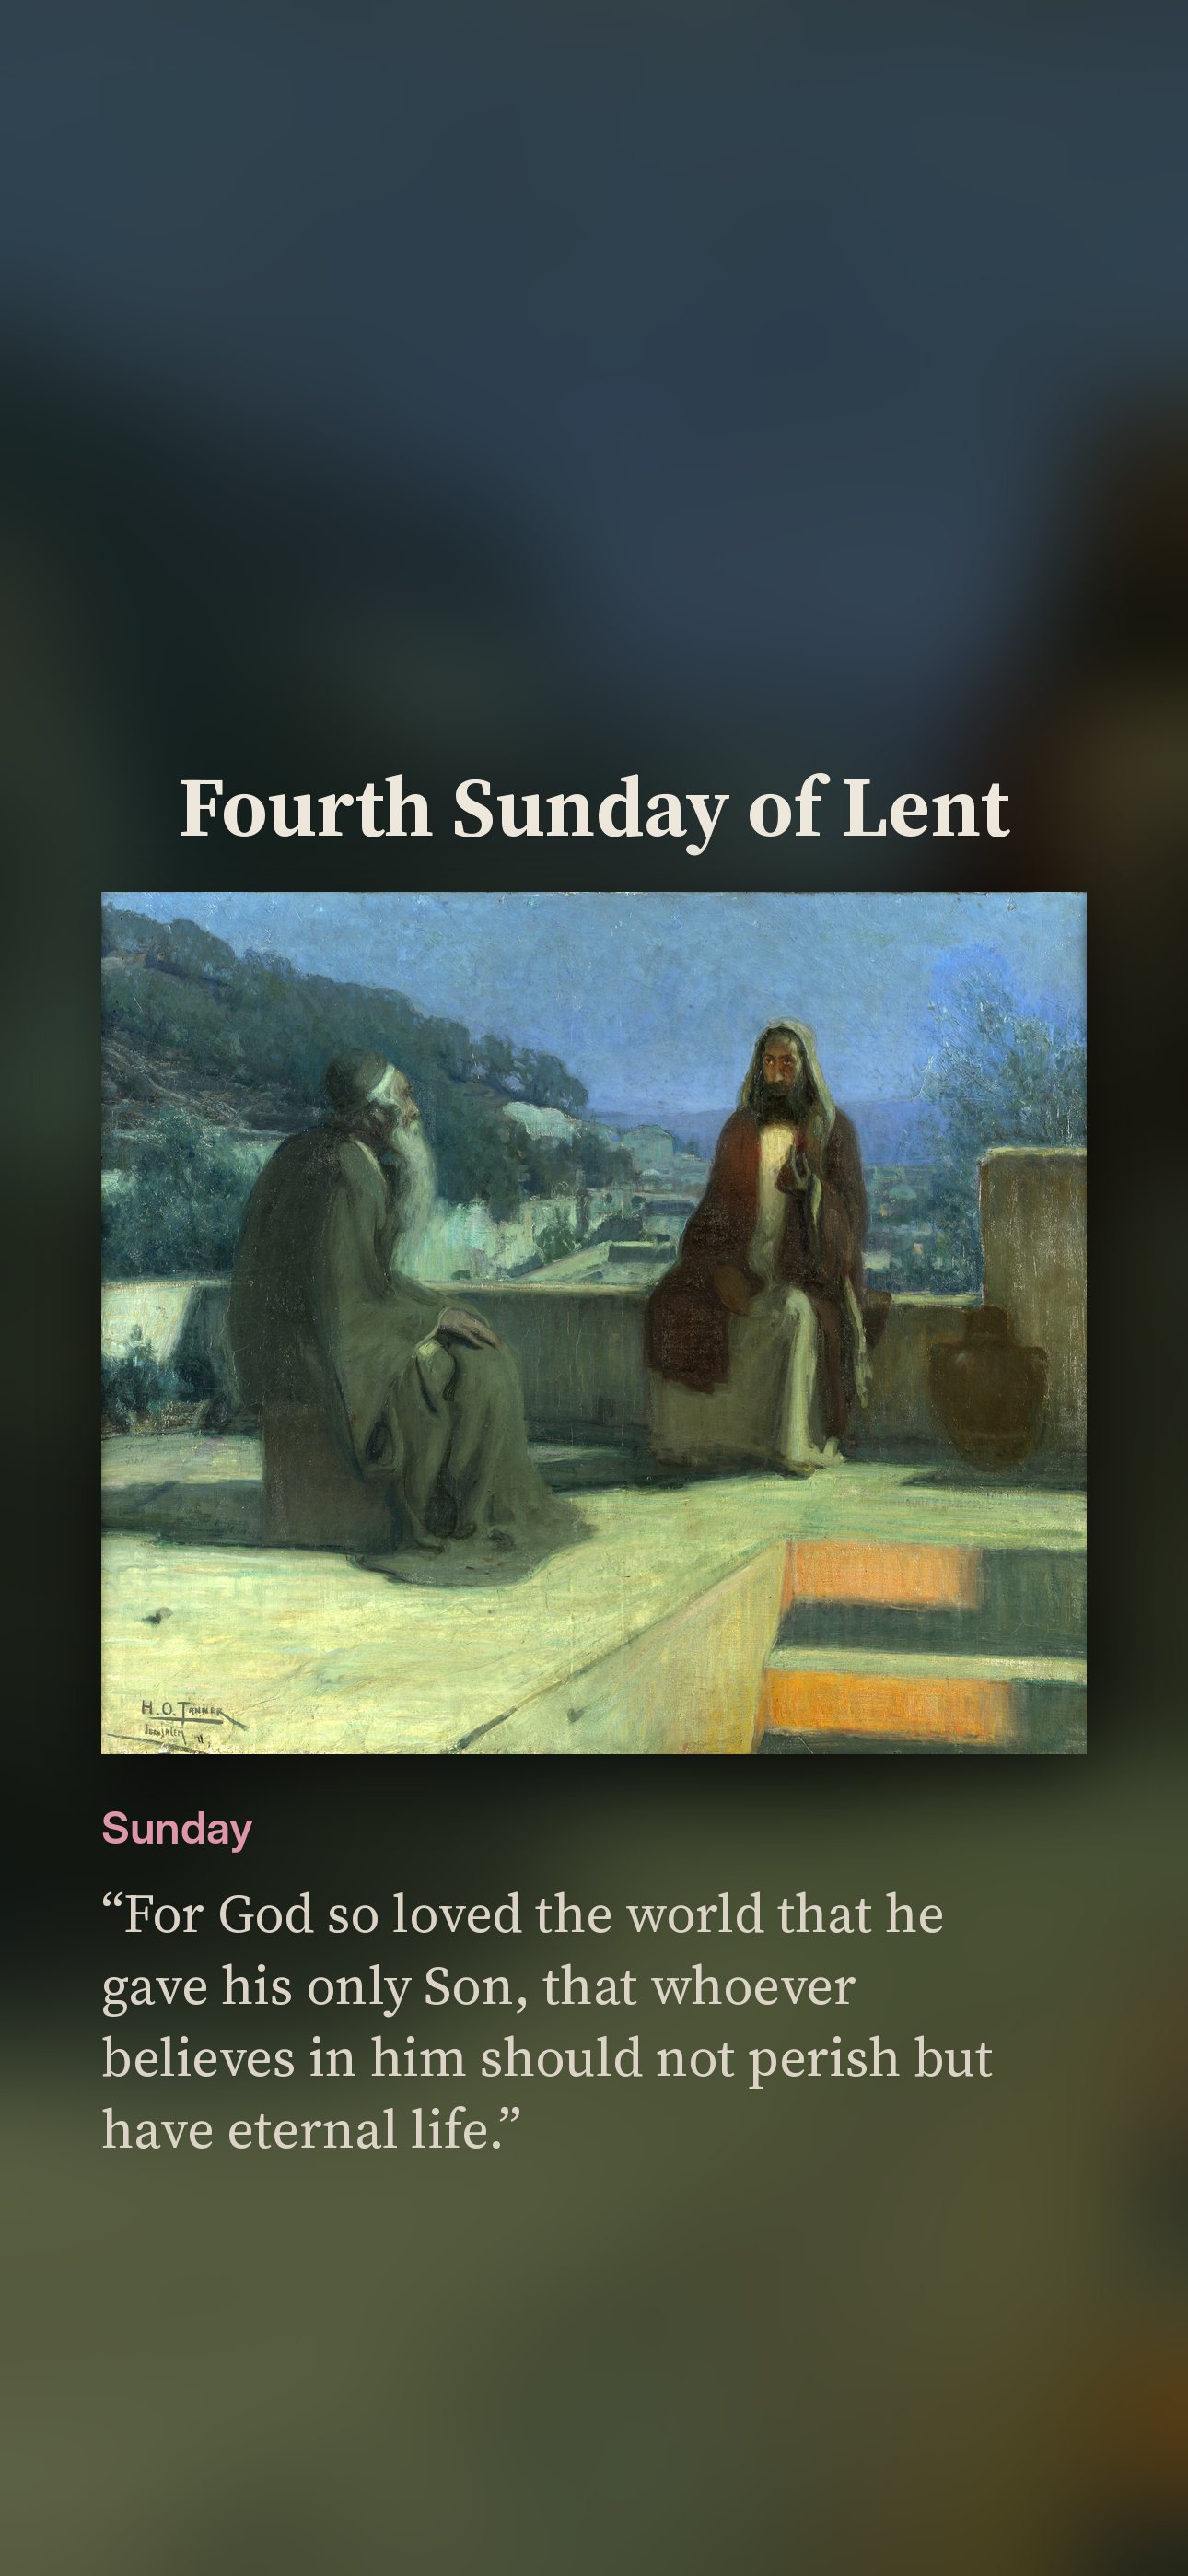 Fourth Sunday of Lent
H.O. TANNER
JERUSALEM
Sunday
“For God so loved the world that he
gave his only Son, that whoever
believes in him should not perish but
have eternal life.”